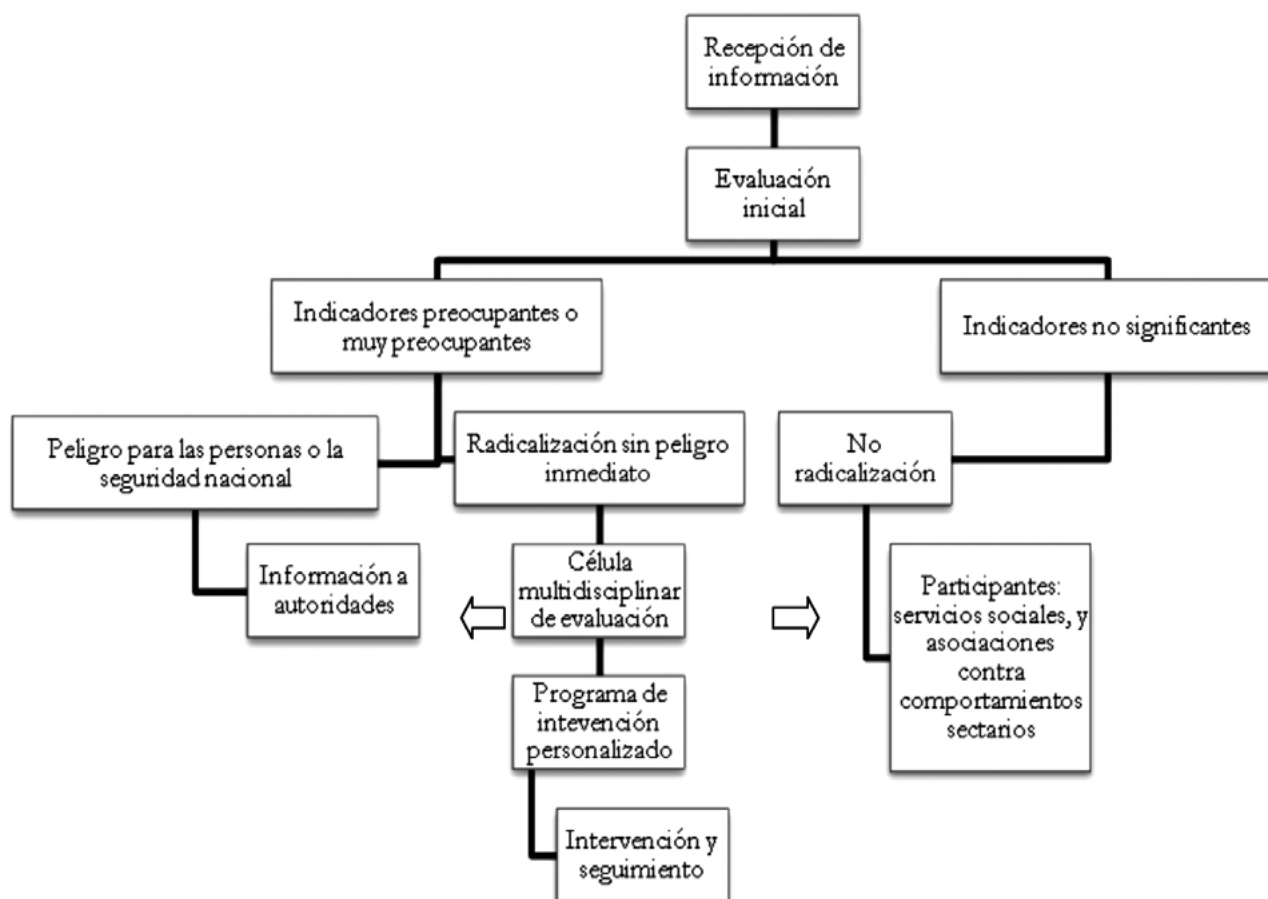 Recepción de
información
Evaluación
inicial
Indicadores preocupantes o
muy preocupantes
Indicadores no significantes
Peligro para las personas o la
seguridad nacional
Radicalización sin peligro
inmediato
No
radicalización
Información a
autoridades
Célula
multidisciplinar
de evaluación
Participantes:
servicios sociales, y
asociaciones
contra
comportamientos
sectarios
Programa de
intevención
personalizado
Intervención y
seguimiento